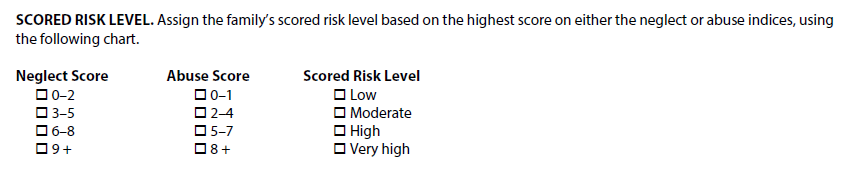 SCORED RISK LEVEL. Assign the family's scored risk level based on the highest score on either the neglect or abuse indices, using
the following chart.
Neglect Score Abuse Score Scored Risk Level
☐ 0–2 ☐ 0–1 ☐ Low
☐ 3–5 ☐ 2–4 ☐ Moderate
☐ 6–8 ☐ 5–7 ☐ High
☐ 9 + ☐ 8 + ☐ Very high